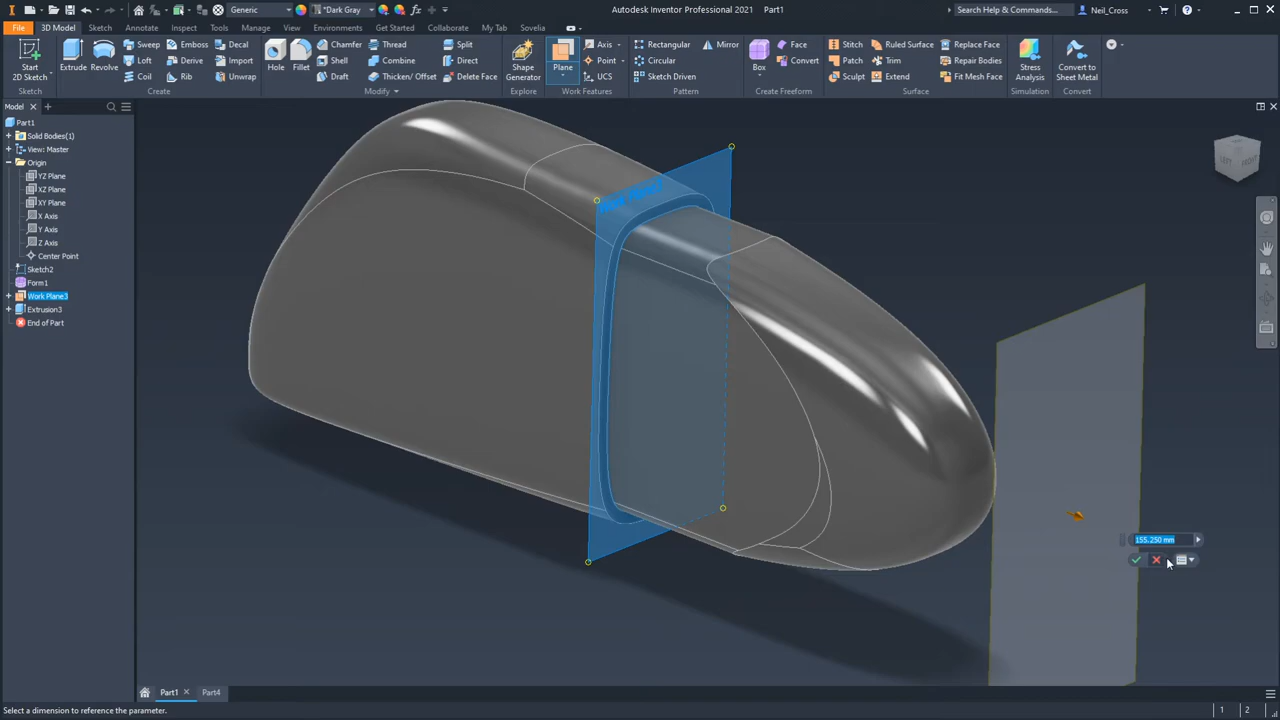 Generic
*Dark Gray
Autodesk Inventor Professional 2021 Part1
Search Help & Commands...
Neil_Cross
File 3D Model Sketch Annotate Inspect Tools Manage View Environments Get Started Collaborate My Tab Sovelia
Start
2D Sketch
Sketch
Extrude
Revolve
Sweep
Emboss
Decal
Loft
Derive
Import
Coil
Rib
Unwrap
Create
Hole
Fillet
Chamfer
Thread
Split
Shell
Combine
Direct
Draft
Thicken/ Offset
Delete Face
Modify
Shape
Generator
Explore
Plane
Axis
Point
UCS
Work Features
Rectangular
Mirror
Circular
Sketch Driven
Pattern
Box
Face
Convert
Create Freeform
Stitch
Ruled Surface
Replace Face
Patch
Trim
Repair Bodies
Sculpt
Extend
Fit Mesh Face
Surface
Stress
Analysis
Simulation
Convert to
Sheet Metal
Convert
Model
Part1
Solid Bodies(1)
View: Master
Origin
YZ Plane
XZ Plane
XY Plane
X Axis
Y Axis
Z Axis
Center Point
Sketch2
Form1
Work Plane3
Extrusion3
End of Part
LEFT FRONT
155.250 mm
Part1 Part4
Select a dimension to reference the parameter.
1 2